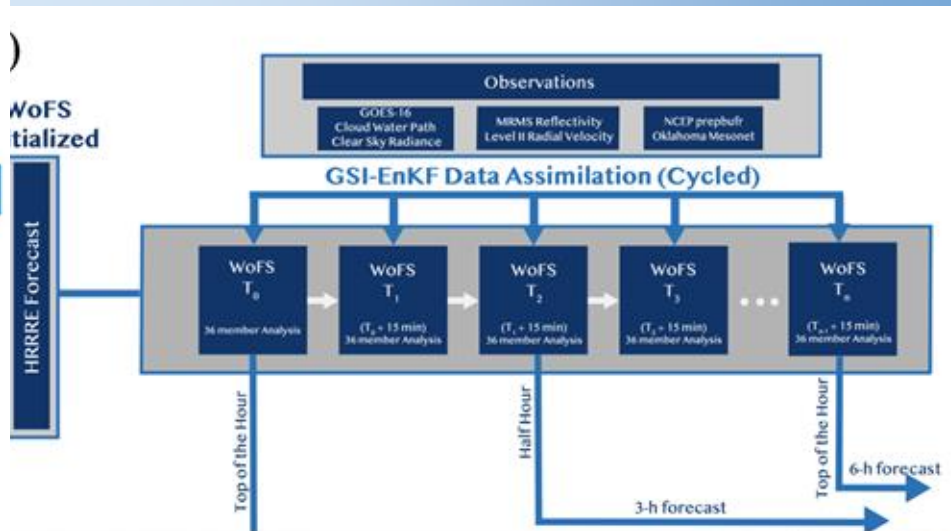 )
WoFS
tialized
HRRRE Forecast
Observations
GOES-16
Cloud Water Path
Clear Sky Radiance
MRMS Reflectivity
Level II Radial Velocity
NCEP prepbufr
Oklahoma Mesonet
GSI-EnKF Data Assimilation (Cycled)
WoFS
T₀
36 member Analysis
WoFS
T₁
(T₀ + 15 min)
36 member Analysis
WoFS
T₂
(T₁ + 15 min)
36 member Analysis
WoFS
T₃
(T₂ + 15 min)
36 member Analysis
WoFS
Tₙ
(Tₙ₋₁ + 15 min)
36 member Analysis
Top of the Hour
Half Hour
Top of the Hour
3-h forecast
6-h forecast